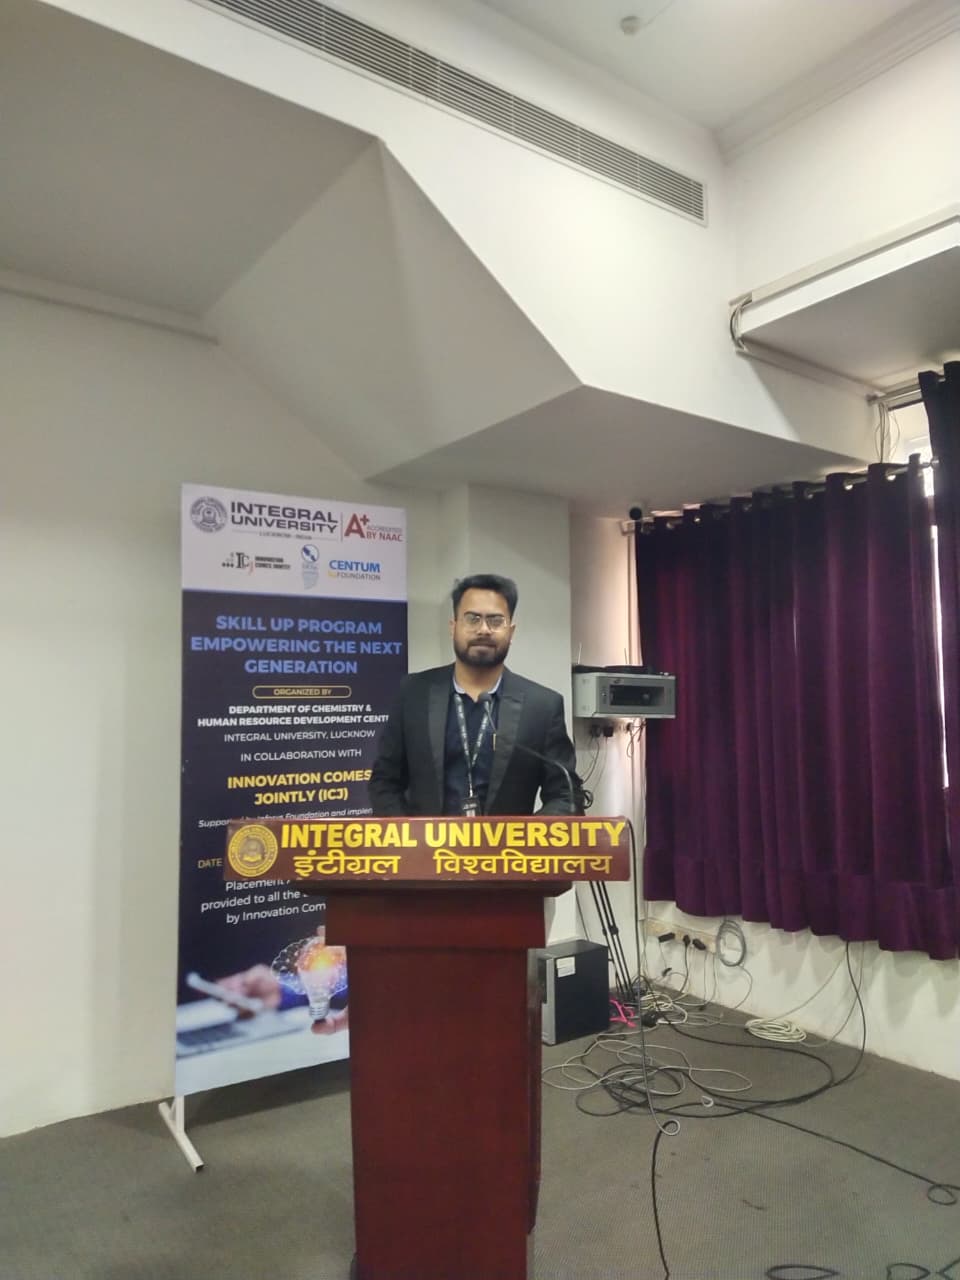 INTEGRAL
UNIVERSITY
LUCKNOW - INDIA
A+
ACCREDITED
BY NAAC
ICJ
INNOVATION
COMES JOINTLY
CENTUM
FOUNDATION
SKILL UP PROGRAM
EMPOWERING THE NEXT
GENERATION
ORGANIZED BY
DEPARTMENT OF CHEMISTRY &
HUMAN RESOURCE DEVELOPMENT CENT
INTEGRAL UNIVERSITY, LUCKNOW
IN COLLABORATION WITH
INNOVATION COMES
JOINTLY (ICJ)
Foundation and implem
DATE
Placement
provided to all the
by Innovation Com
INTEGRAL UNIVERSITY
इंटीग्रल विश्वविद्यालय